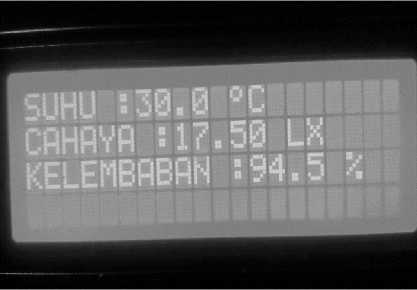 SUHU :30.0 °C
CAHAYA :17.50 LX
KELEMBABAN :94.5 %